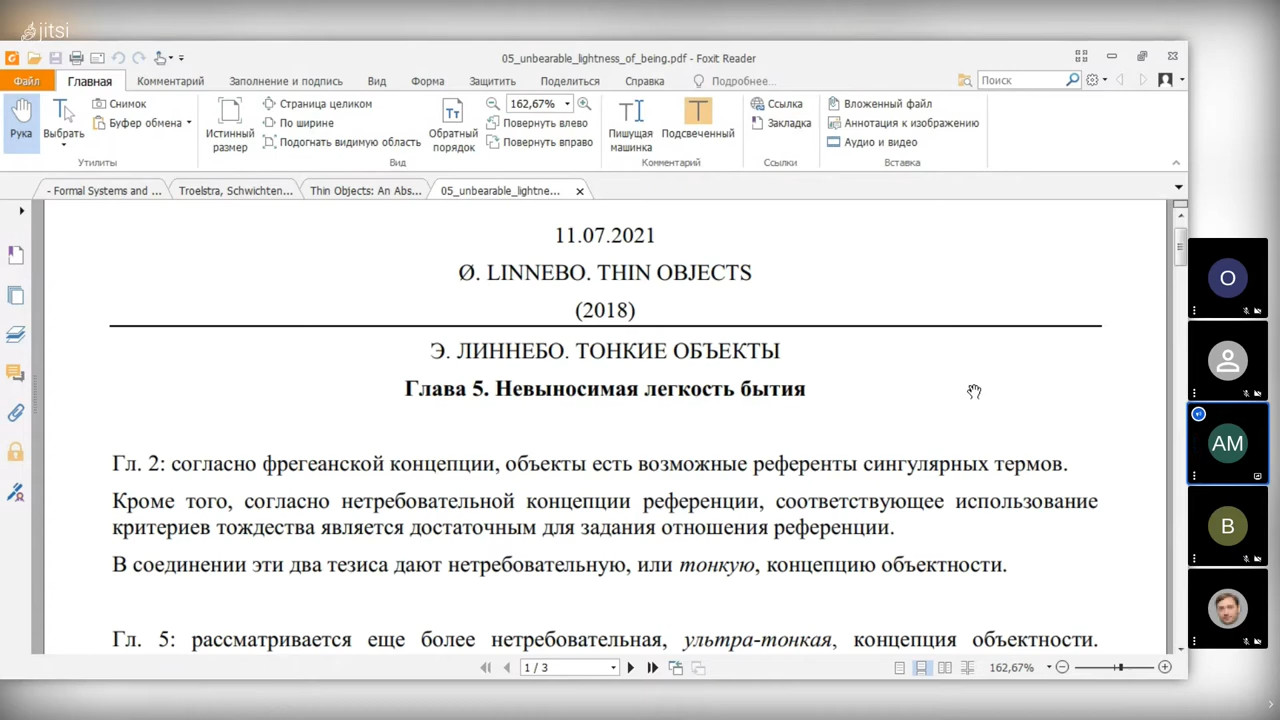 jitsi
05_unbearable_lightness_of_being.pdf - Foxit Reader
Файл Главная Комментарий Заполнение и подпись Вид Форма Защитить Поделиться Справка Подробнее.. Поиск
Рука
Выбрать
Снимок
Буфер обмена
Утилиты
Истинный
размер
Страница целиком
По ширине
Подогнать видимую область
Обратный
порядок
162,67%
Повернуть влево
Повернуть вправо
Вид
Пишущая
машинка
Подсвеченный
Комментарий
Ссылка
Закладка
Ссылки
Вложенный файл
Аннотация к изображению
Аудио и видео
Вставка
- Formal Systems and ... Troelstra, Schwichten... Thin Objects: An Abs... 05_unbearable_lightne...
11.07.2021
Ø. LINNEBO. THIN OBJECTS
(2018)
Э. ЛИННЕБО. ТОНКИЕ ОБЪЕКТЫ
Глава 5. Невыносимая легкость бытия
Гл. 2: согласно фрегеанской концепции, объекты есть возможные референты сингулярных термов.
Кроме того, согласно нетребовательной концепции референции, соответствующее использование
критериев тождества является достаточным для задания отношения референции.
В соединении эти два тезиса дают нетребовательную, или тонкую, концепцию объектности.
Гл. 5: рассматривается еще более нетребовательная, ультра-тонкая, концепция объектности.
1 / 3
162,67%
O
AM
B